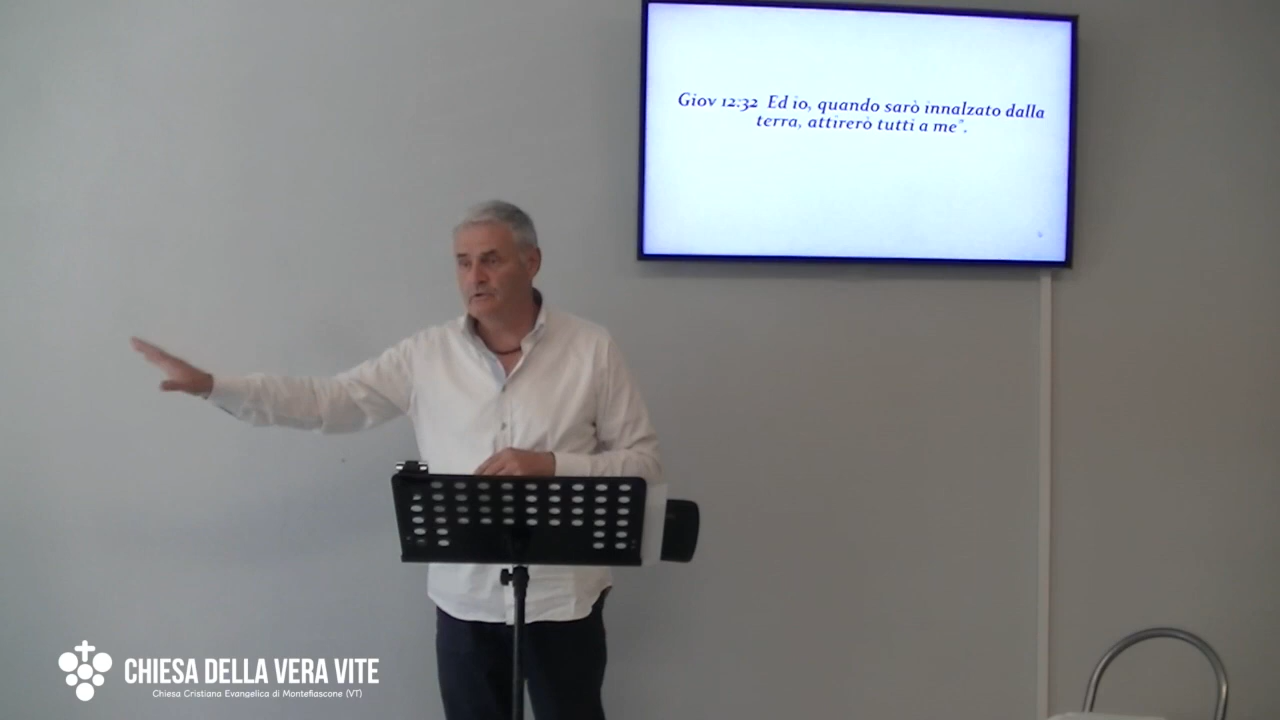 Giov 12:32 Ed io, quando sarò innalzato dalla
terra, attirerò tutti a me”.
CHIESA DELLA VERA VITE
Chiesa Cristiana Evangelica di Montefiascone (VT)